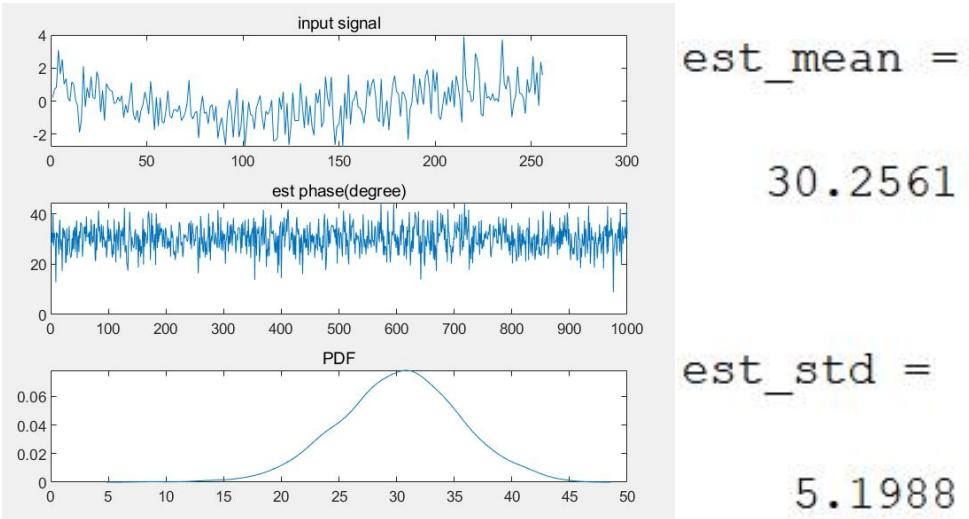 input signal
4
2
0
-2
0 50 100 150 200 250 300
est phase(degree)
40
20
0
0 100 200 300 400 500 600 700 800 900 1000
PDF
0.06
0.04
0.02
0
0 5 10 15 20 25 30 35 40 45 50
est_mean =
30.2561
est_std =
5.1988